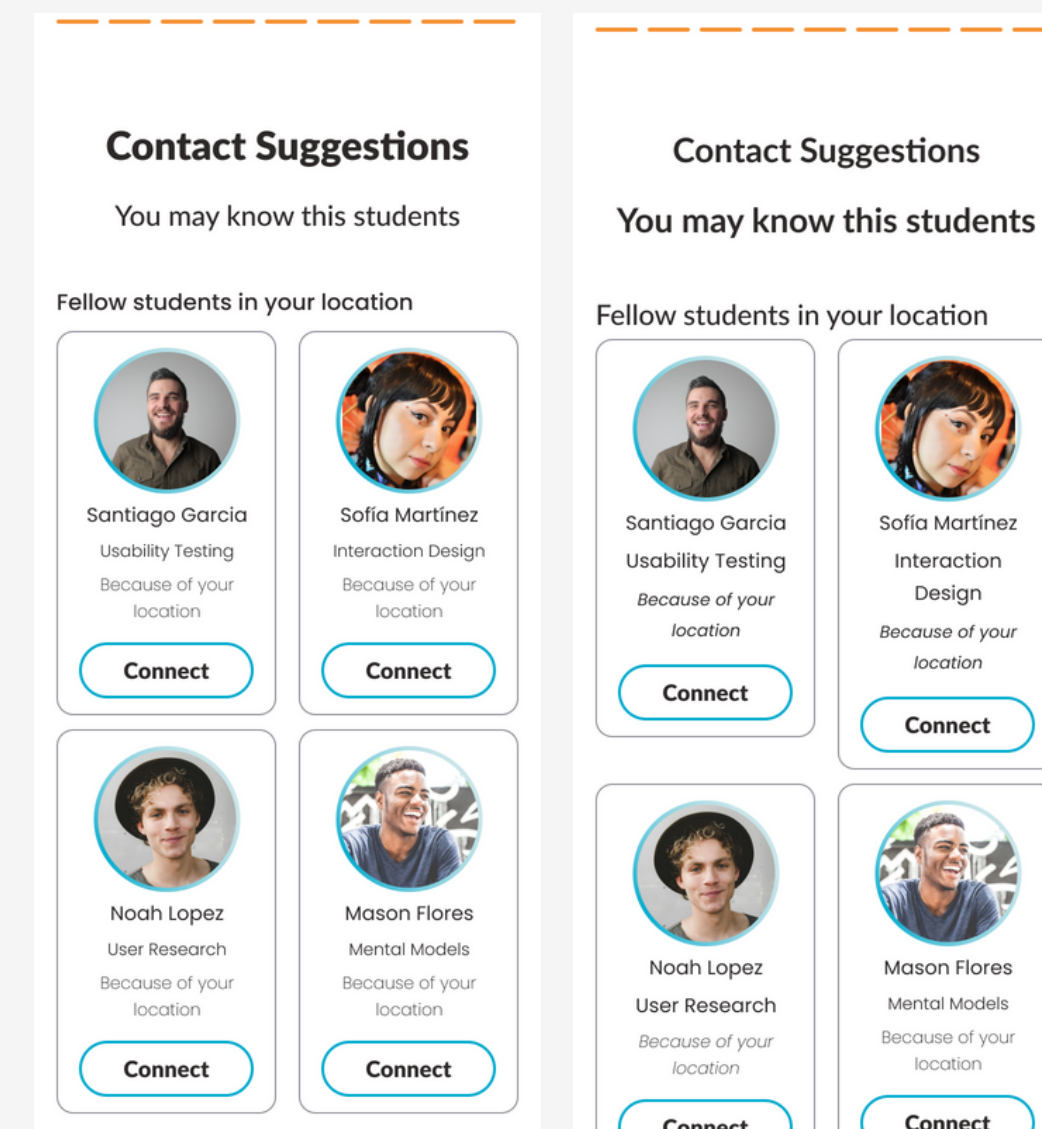 Contact Suggestions
You may know this students
Fellow students in your location
Santiago Garcia
Usability Testing
Because of your
location
Connect
Sofía Martínez
Interaction Design
Because of your
location
Connect
Noah Lopez
User Research
Because of your
location
Connect
Mason Flores
Mental Models
Because of your
location
Connect
Contact Suggestions
You may know this students
Fellow students in your location
Santiago Garcia
Usability Testing
Because of your
location
Connect
Sofía Martínez
Interaction
Design
Because of your
location
Connect
Noah Lopez
User Research
Because of your
location
Connect
Mason Flores
Mental Models
Because of your
location
Connect